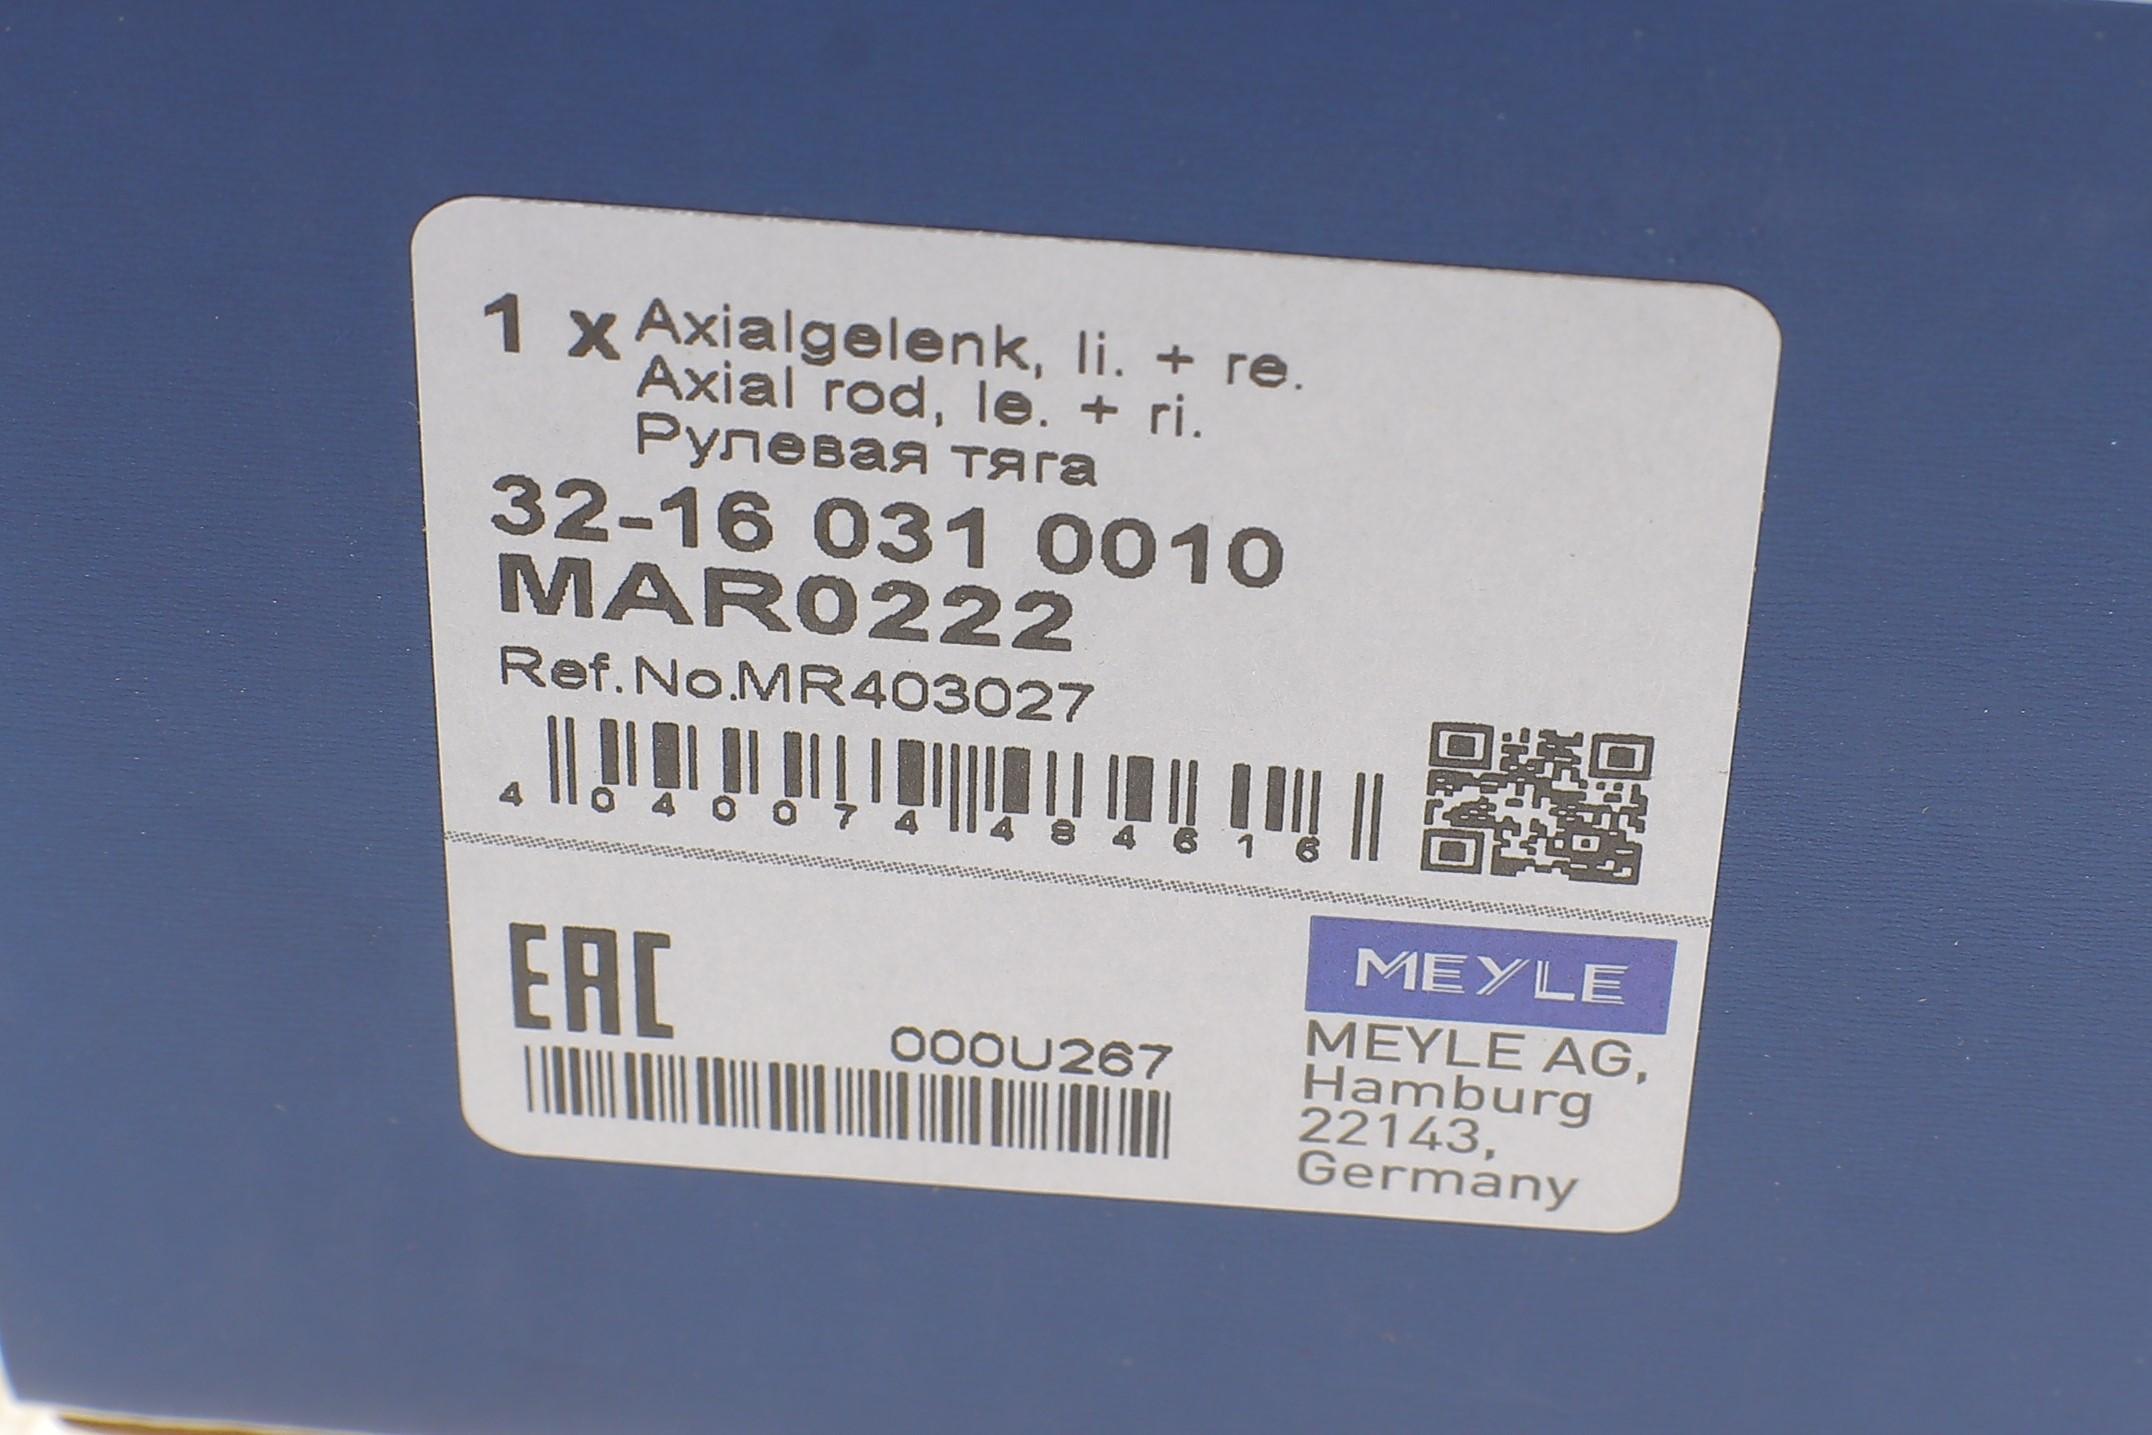 1 x Axialgelenk, li. + re.
Axial rod, le. + ri.
Рулевая тяга
32-16 031 0010
MAR0222
Ref.No.MR403027
4 040074 484616
EAC
000U267
MEYLE
MEYLE AG,
Hamburg
22143,
Germany